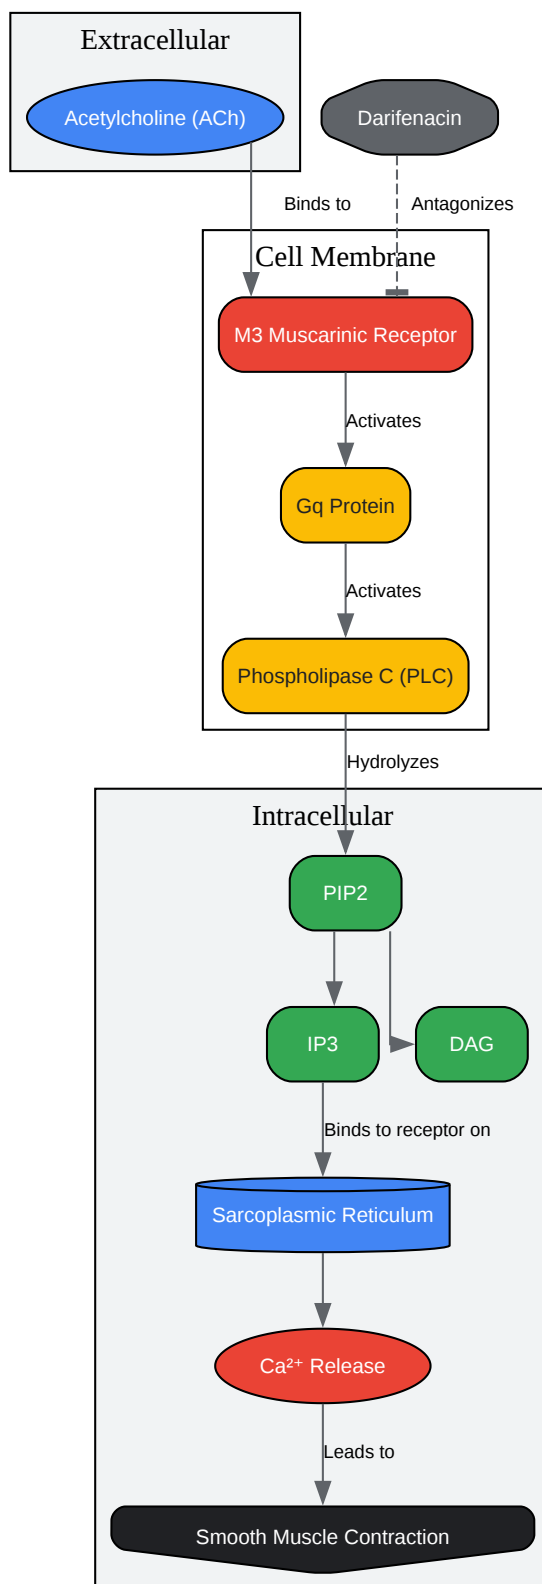 Extracellular
Acetylcholine (ACh)
Darifenacin
Binds to
Antagonizes
Cell Membrane
M3 Muscarinic Receptor
Activates
Gq Protein
Activates
Phospholipase C (PLC)
Hydrolyzes
Intracellular
PIP2
IP3
DAG
Binds to receptor on
Sarcoplasmic Reticulum
Ca²⁺ Release
Leads to
Smooth Muscle Contraction